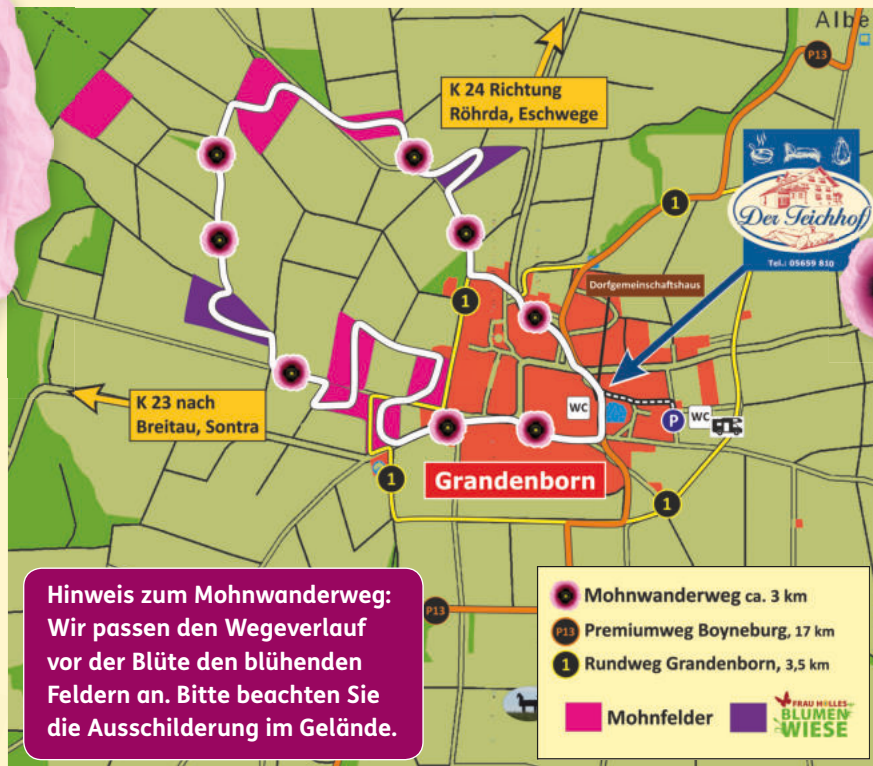 Albe
P13
K 24 Richtung
Röhrda, Eschwege
1
Der Teichhof
Tel.: 05659 810
Dorfgemeinschaftshaus
1
K 23 nach
Breitau, Sontra
WC
P
WC
1
Grandenborn
1
Hinweis zum Mohnwanderweg:
Wir passen den Wegeverlauf
vor der Blüte den blühenden
Feldern an. Bitte beachten Sie
die Ausschilderung im Gelände.
P13
Mohnwanderweg ca. 3 km
P13 Premiumweg Boyneburg, 17 km
1 Rundweg Grandenborn, 3,5 km
Mohnfelder
FRAU HOLLES
BLUMEN
WIESE